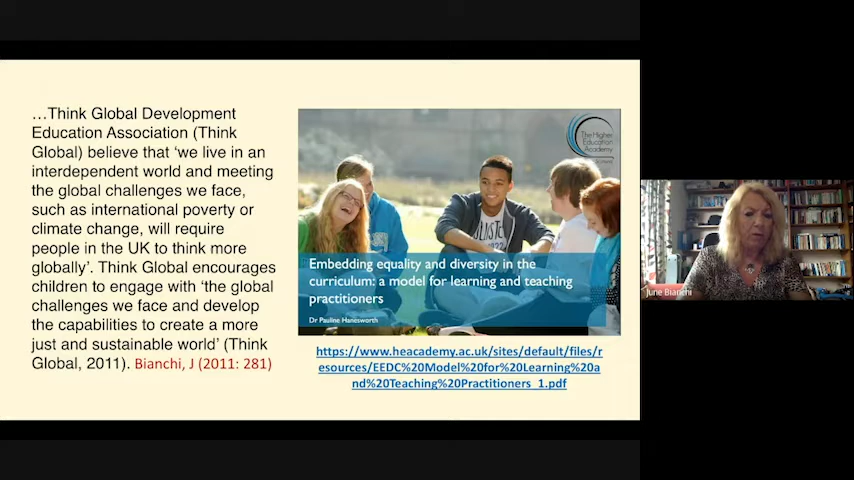 …Think Global Development
Education Association (Think
Global) believe that ‘we live in an
interdependent world and meeting
the global challenges we face,
such as international poverty or
climate change, will require
people in the UK to think more
globally’. Think Global encourages
children to engage with ‘the global
challenges we face and develop
the capabilities to create a more
just and sustainable world’ (Think
Global, 2011). Bianchi, J (2011: 281)
The Higher
Education
Academy
Embedding equality and diversity in the
curriculum: a model for learning and teaching
practitioners
Dr Pauline Hanesworth
https://www.heacademy.ac.uk/sites/default/files/r
esources/EEDC%20Model%20for%20Learning%20a
nd%20Teaching%20Practitioners_1.pdf
June Bianchi